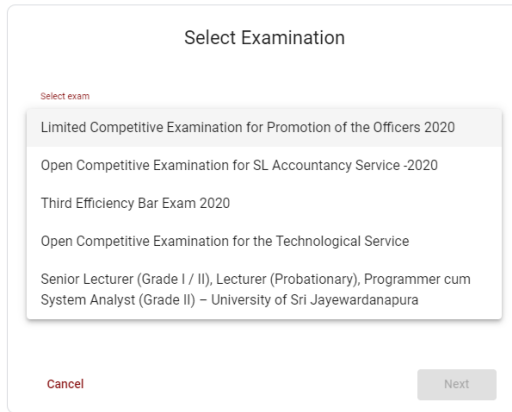 Select Examination
Select exam
Limited Competitive Examination for Promotion of the Officers 2020
Open Competitive Examination for SL Accountancy Service -2020
Third Efficiency Bar Exam 2020
Open Competitive Examination for the Technological Service
Senior Lecturer (Grade I / II), Lecturer (Probationary), Programmer cum
System Analyst (Grade II) – University of Sri Jayewardanapura
Cancel
Next